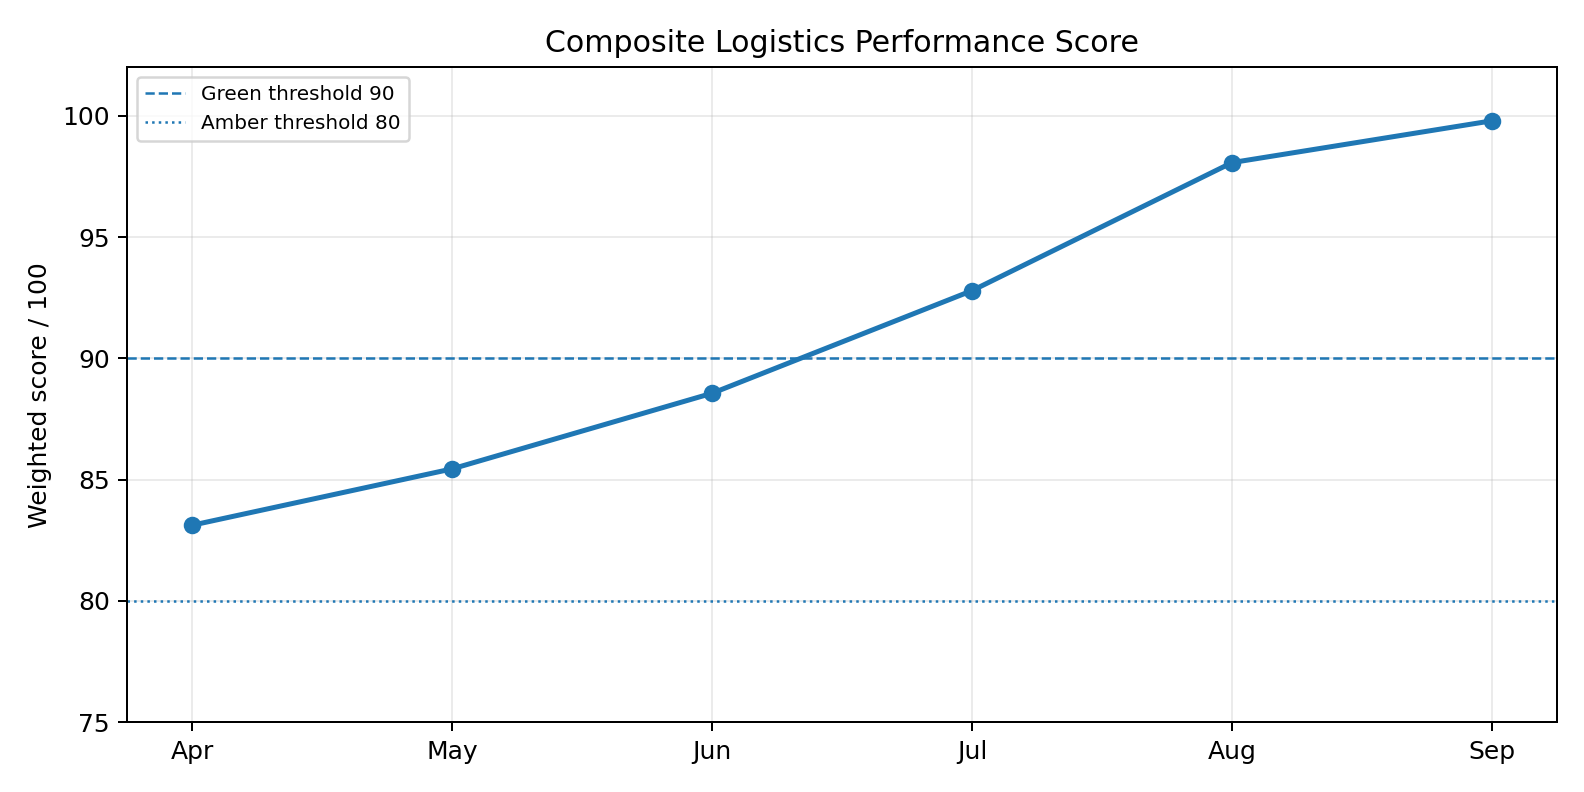 Composite Logistics Performance Score
Green threshold 90
Amber threshold 80
Weighted score / 100
100
95
90
85
80
75
Apr May Jun Jul Aug Sep